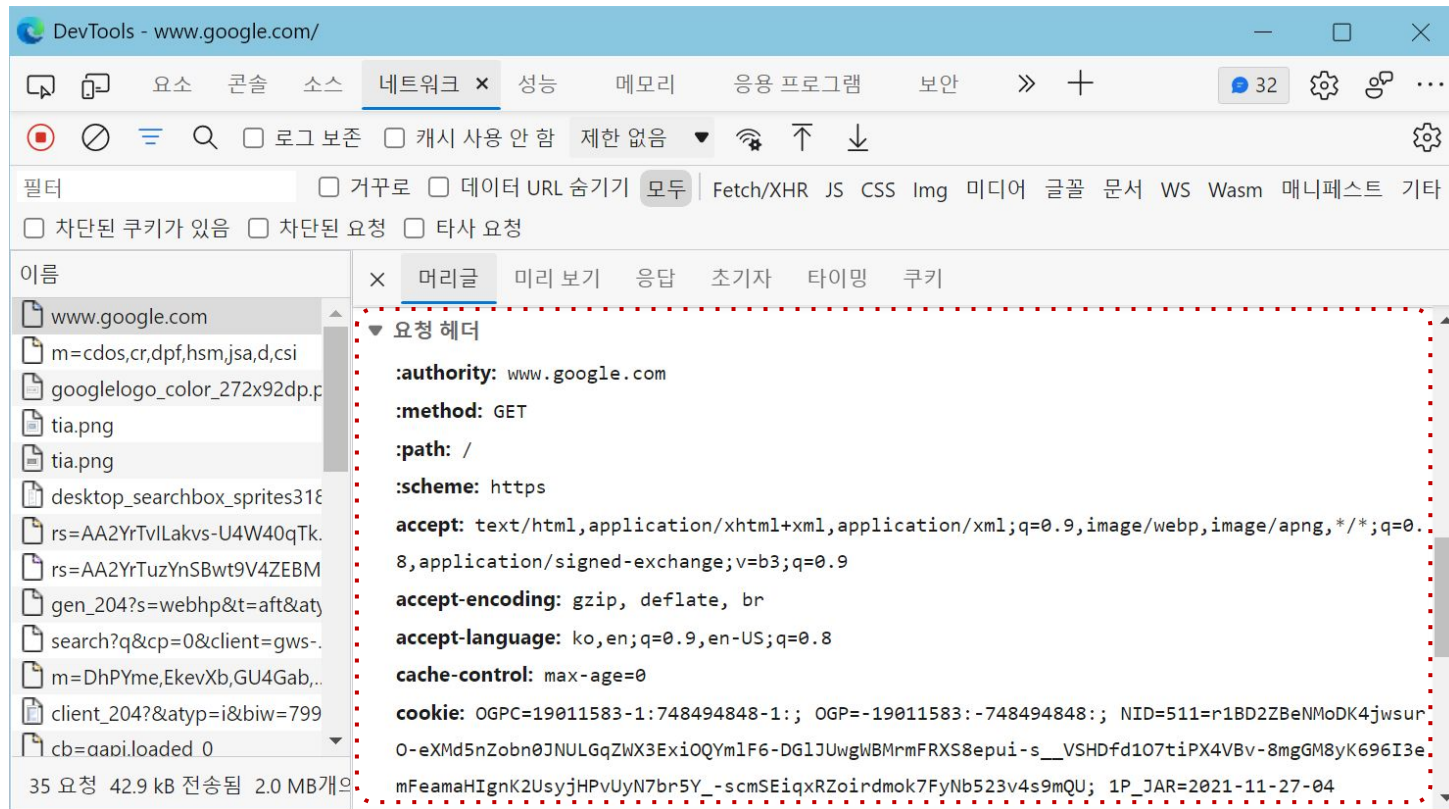 DevTools - www.google.com/
요소 콘솔 소스 네트워크 성능 메모리 응용 프로그램 보안 32
로그 보존 캐시 사용 안 함 제한 없음
필터 거꾸로 데이터 URL 숨기기 모두 Fetch/XHR JS CSS Img 미디어 글꼴 문서 WS Wasm 매니페스트 기타
차단된 쿠키가 있음 차단된 요청 타사 요청
이름
머리글 미리 보기 응답 초기자 타이밍 쿠키
www.google.com
m=cdos,cr,dpf,hsm,jsa,d,csi
googlelogo_color_272x92dp.p
tia.png
tia.png
desktop_searchbox_sprites318
rs=AA2YrTvILakvs-U4W40qTk.
rs=AA2YrTuzYnSBwt9V4ZEBM
gen_204?s=webhp&t=aft&aty
search?q&cp=0&client=gws-.
m=DhPYme,EkevXb,GU4Gab,..
client_204?&atyp=i&biw=799
cb=gapi.loaded_0
35 요청 42.9 kB 전송됨 2.0 MB개의
요청 헤더
:authority: www.google.com
:method: GET
:path: /
:scheme: https
accept: text/html,application/xhtml+xml,application/xml;q=0.9,image/webp,image/apng,*/*;q=0.
8,application/signed-exchange;v=b3;q=0.9
accept-encoding: gzip, deflate, br
accept-language: ko,en;q=0.9,en-US;q=0.8
cache-control: max-age=0
cookie: OGPC=19011583-1:748494848-1:; OGP=-19011583:-748494848:; NID=511=r1BD2ZBeNMoDK4jwsur
O-eXMd5nZobn0JNULGqZWX3ExiOQYmlF6-DGlJUwgWBMrmFRXS8epui-s__VSHDfd1O7tiPX4VBv-8mgGM8yK696I3e
mFeamaHIgnK2UsyjHPvUyN7br5Y_-scmSEiqxRZoirdmok7FyNb523v4s9mQU; 1P_JAR=2021-11-27-04